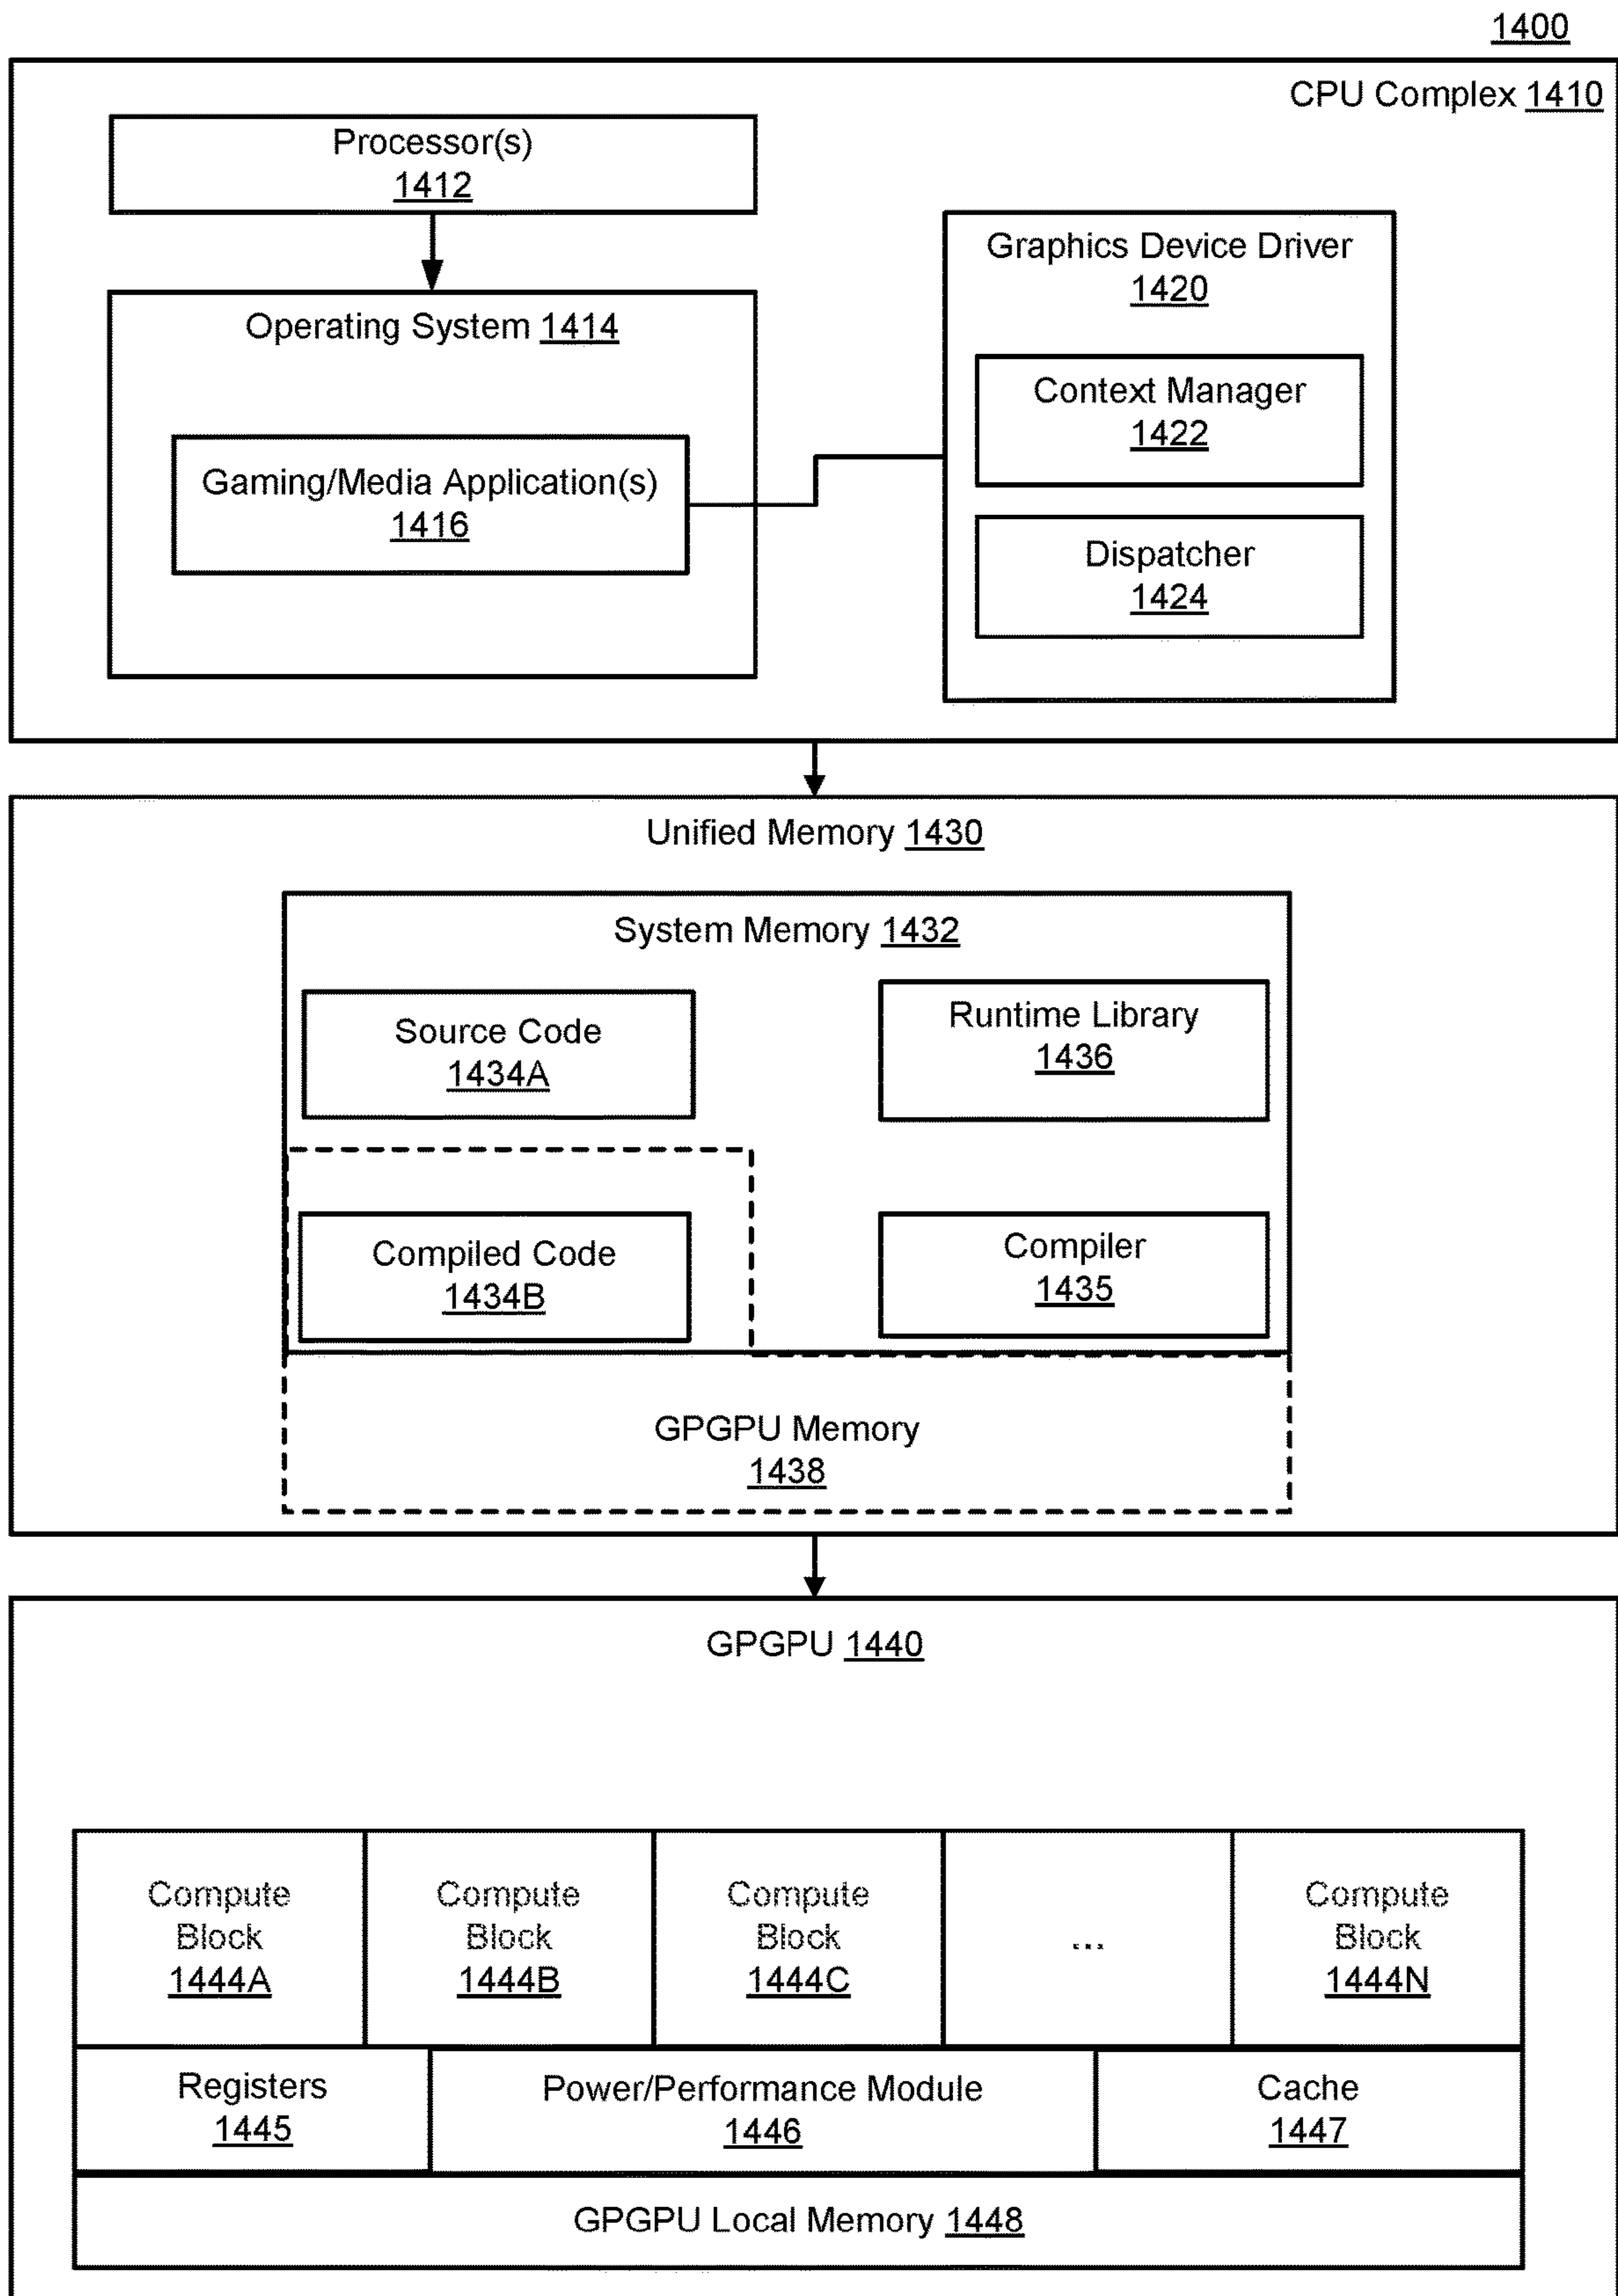 1400
CPU Complex 1410
Processor(s)
1412
Graphics Device Driver
1420
Operating System 1414
Context Manager
1422
Gaming/Media Application(s)
1416
Dispatcher
1424
Unified Memory 1430
System Memory 1432
Source Code
1434A
Runtime Library
1436
Compiled Code
1434B
Compiler
1435
GPGPU Memory
1438
GPGPU 1440
Compute
Block
1444A
Compute
Block
1444B
Compute
Block
1444C
...
Compute
Block
1444N
Registers
1445
Power/Performance Module
1446
Cache
1447
GPGPU Local Memory 1448